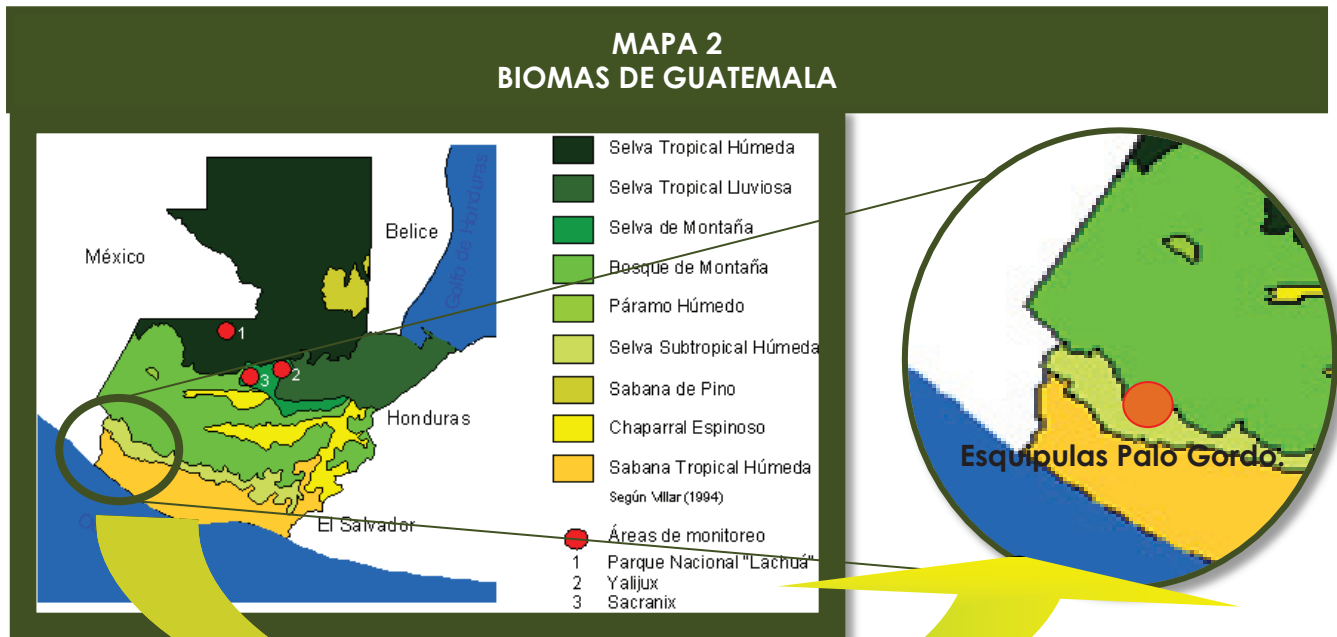 MAPA 2
BIOMAS DE GUATEMALA
Selva Tropical Húmeda
Selva Tropical Lluviosa
Selva de Montaña
Bosque de Montaña
Páramo Húmedo
Selva Subtropical Húmeda
Sabana de Pino
Chaparral Espinoso
Sabana Tropical Húmeda
Según Villar (1994)
Áreas de monitoreo
1 Parque Nacional "Lachuá"
2 Yalijux
3 Sacranix
México
Belice
Golfo de Honduras
1
2
3
Honduras
El Salvador
Esquipulas Palo Gordo.